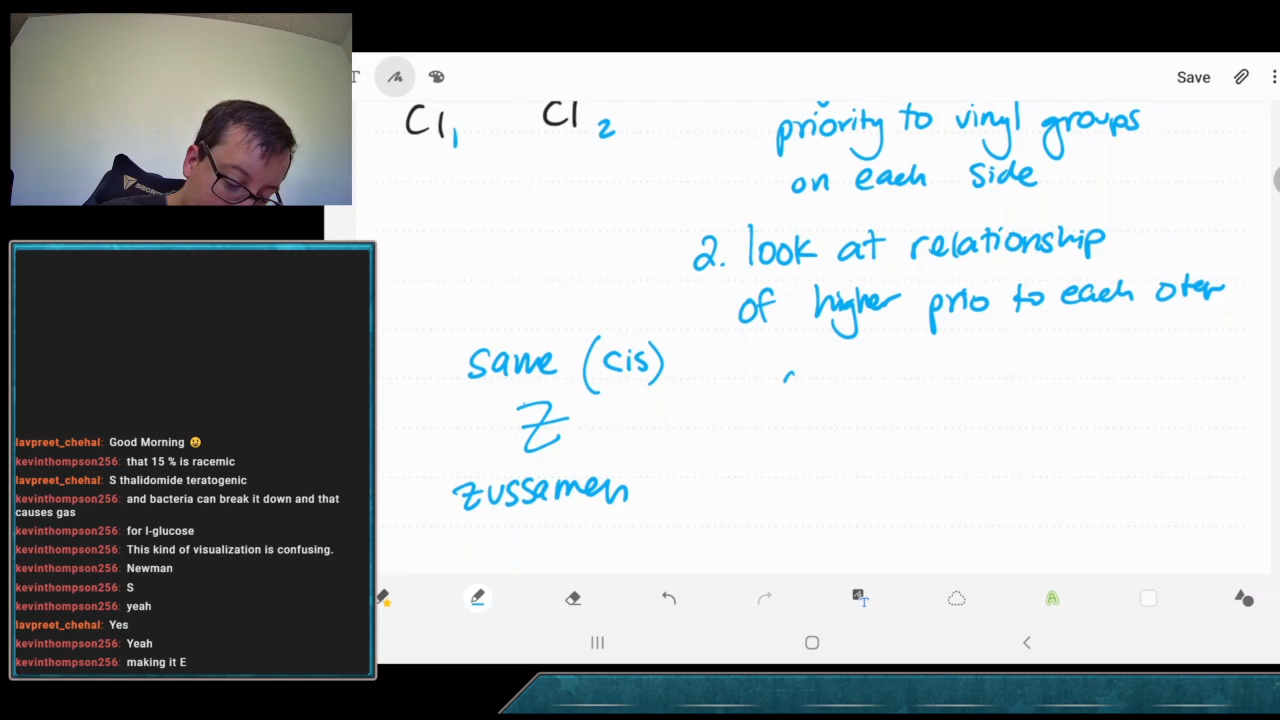 T
Save
Cl1 Cl 2
priority to vinyl groups
on each side
2. look at relationship
of higher prio to each oter
same (cis)
Z
zussamen
SECR
lavpreet_chehal: Good Morning 😃
kevinthompson256: that 15 % is racemic
lavpreet_chehal: S thalidomide teratogenic
kevinthompson256: and bacteria can break it down and that
causes gas
kevinthompson256: for l-glucose
kevinthompson256: This kind of visualization is confusing.
kevinthompson256: Newman
kevinthompson256: S
kevinthompson256: yeah
lavpreet_chehal: Yes
kevinthompson256: Yeah
kevinthompson256: making it E